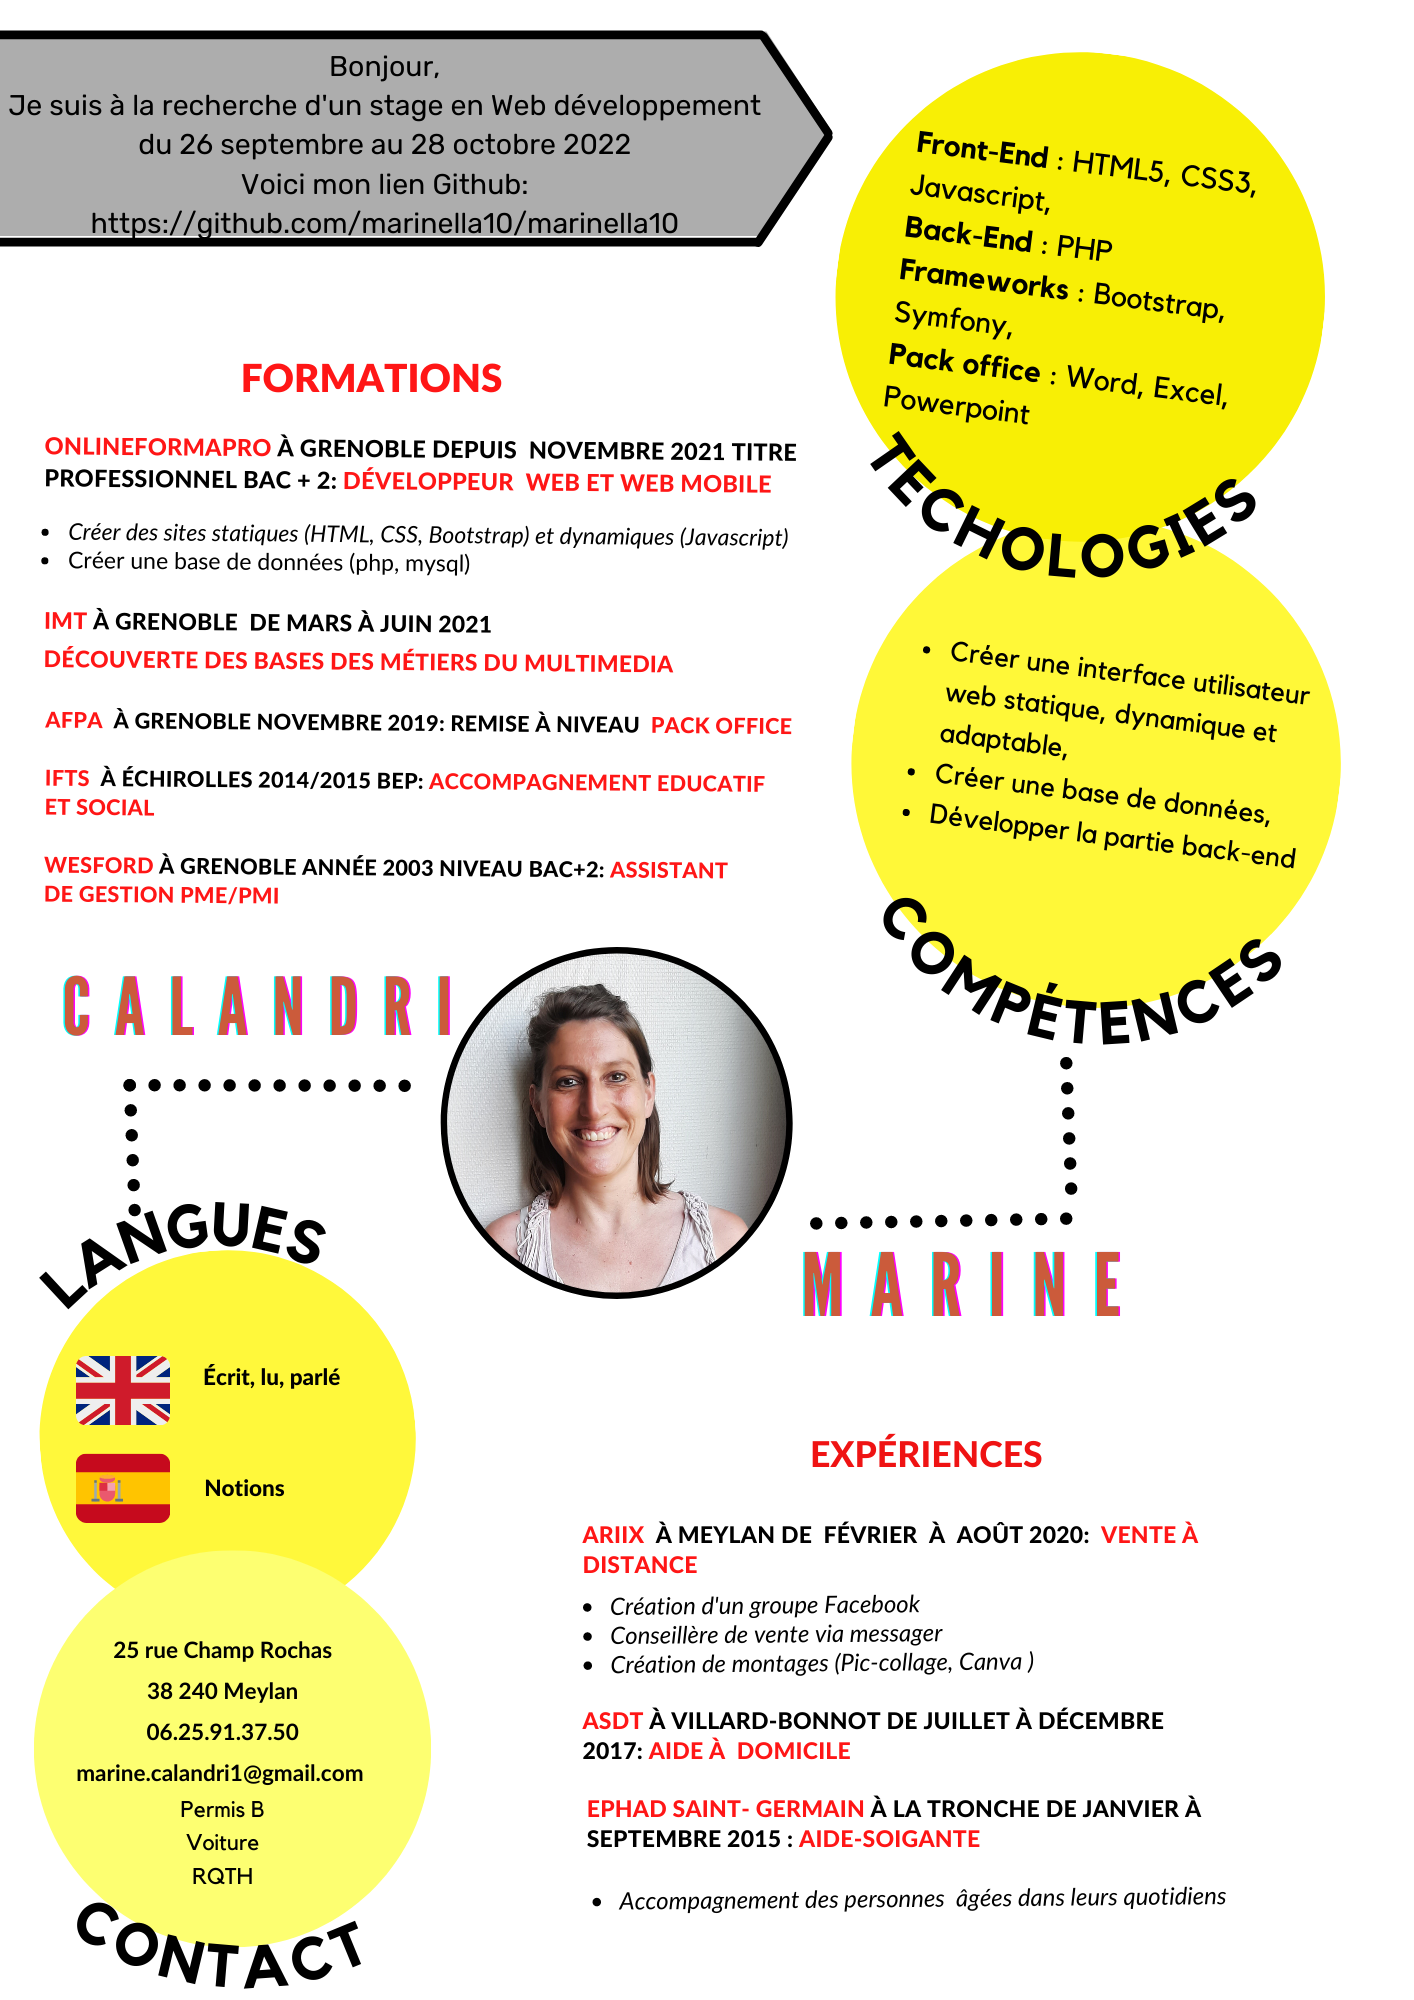 Bonjour,
Je suis à la recherche d'un stage en Web développement
du 26 septembre au 28 octobre 2022
Voici mon lien Github:
https://github.com/marinella10/marinella10
Front-End : HTML5, CSS3,
Javascript,
Back-End : PHP
Frameworks : Bootstrap,
Symfony,
Pack office : Word, Excel,
Powerpoint
TECHOLOGIES
FORMATIONS
ONLINEFORMAPRO À GRENOBLE DEPUIS NOVEMBRE 2021 TITRE
PROFESSIONNEL BAC + 2: DÉVELOPPEUR WEB ET WEB MOBILE
• Créer des sites statiques (HTML, CSS, Bootstrap) et dynamiques (Javascript)
• Créer une base de données (php, mysql)
IMT À GRENOBLE DE MARS À JUIN 2021
DÉCOUVERTE DES BASES DES MÉTIERS DU MULTIMEDIA
AFPA À GRENOBLE NOVEMBRE 2019: REMISE À NIVEAU PACK OFFICE
IFTS À ÉCHIROLLES 2014/2015 BEP: ACCOMPAGNEMENT EDUCATIF
ET SOCIAL
WESFORD À GRENOBLE ANNÉE 2003 NIVEAU BAC+2: ASSISTANT
DE GESTION PME/PMI
• Créer une interface utilisateur
web statique, dynamique et
adaptable,
• Créer une base de données,
• Développer la partie back-end
COMPÉTENCES
CALANDRI
MARINE
LANGUES
Écrit, lu, parlé
Notions
25 rue Champ Rochas
38 240 Meylan
06.25.91.37.50
marine.calandri1@gmail.com
Permis B
Voiture
RQTH
CONTACT
EXPÉRIENCES
ARIIX À MEYLAN DE FÉVRIER À AOÛT 2020: VENTE À
DISTANCE
• Création d'un groupe Facebook
• Conseillère de vente via messager
• Création de montages (Pic-collage, Canva )
ASDT À VILLARD-BONNOT DE JUILLET À DÉCEMBRE
2017: AIDE À DOMICILE
EPHAD SAINT- GERMAIN À LA TRONCHE DE JANVIER À
SEPTEMBRE 2015 : AIDE-SOIGANTE
• Accompagnement des personnes âgées dans leurs quotidiens